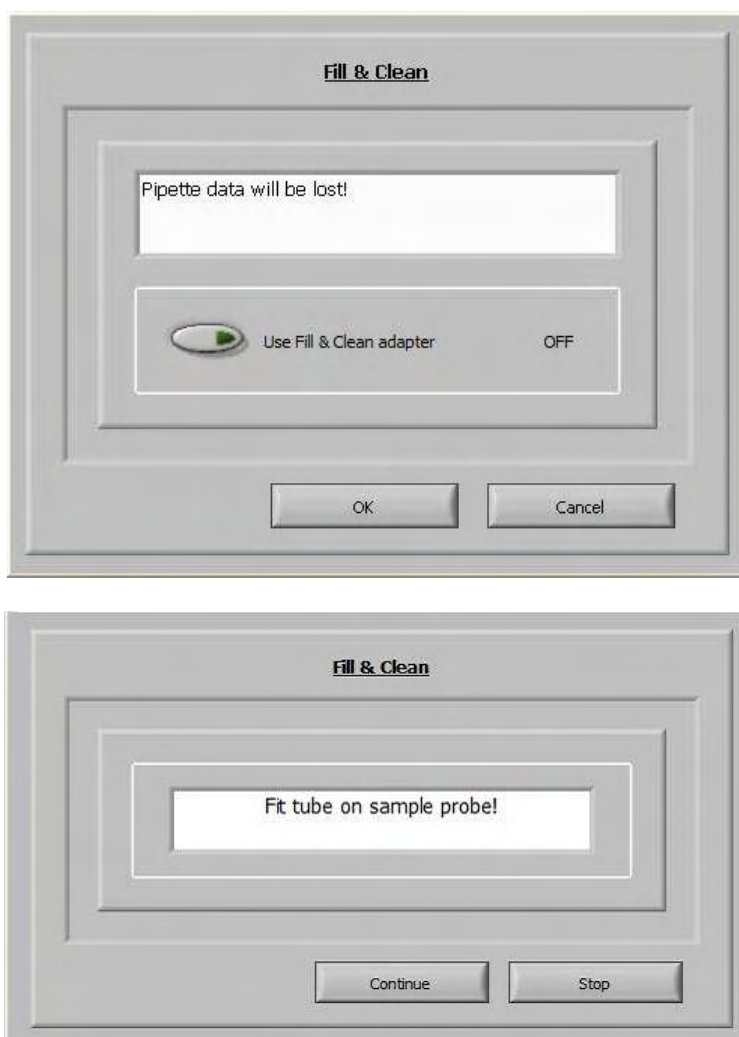 Fill & Clean
Pipette data will be lost!
Use Fill & Clean adapter OFF
OK Cancel
Fill & Clean
Fit tube on sample probe!
Continue Stop